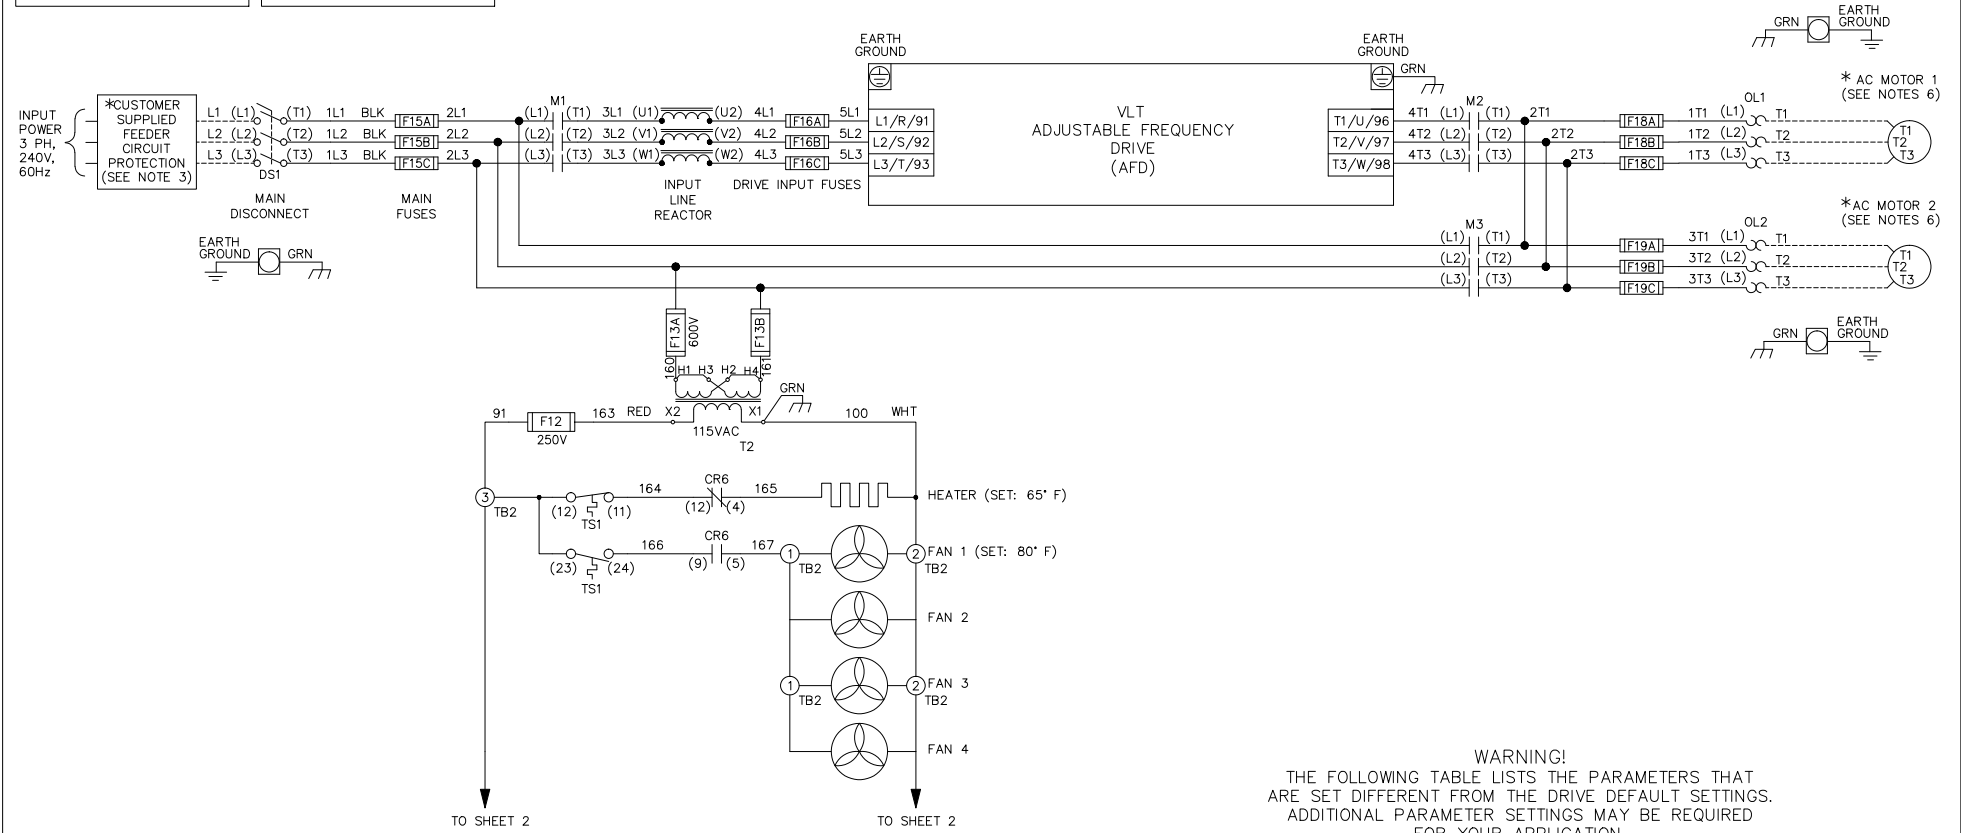 EARTH
GROUND
EARTH
GROUND
GRN
GRN
EARTH
GROUND
INPUT
POWER
3 PH,
240V,
60Hz
*CUSTOMER
SUPPLIED
FEEDER
CIRCUIT
PROTECTION
(SEE NOTE 3)
L1 (L1) (T1) 1L1 BLK F15A 2L1 (L1) M1 (T1) 3L1 (U1) (U2) 4L1 F16A 5L1 L1/R/91
L2 (L2) (T2) 1L2 BLK F15B 2L2 (L2) (T2) 3L2 (V1) (V2) 4L2 F16B 5L2 L2/S/92
L3 (L3) (T3) 1L3 BLK F15C 2L3 (L3) (T3) 3L3 (W1) (W2) 4L3 F16C 5L3 L3/T/93
DS1
MAIN
DISCONNECT
MAIN
FUSES
INPUT
LINE
REACTOR
DRIVE INPUT FUSES
VLT
ADJUSTABLE FREQUENCY
DRIVE
(AFD)
T1/U/96 4T1 (L1) M2 (T1) 2T1 F18A 1T1 (L1) OL1 T1
T2/V/97 4T2 (L2) (T2) 2T2 F18B 1T2 (L2) T2
T3/W/98 4T3 (L3) (T3) 2T3 F18C 1T3 (L3) T3
T1
T2
T3
* AC MOTOR 1
(SEE NOTES 6)
*AC MOTOR 2
(SEE NOTES 6)
EARTH
GROUND GRN
M3
(L1) (T1) F19A 3T1 (L1) OL2 T1
(L2) (T2) F19B 3T2 (L2) T2
(L3) (T3) F19C 3T3 (L3) T3
T1
T2
T3
GRN
EARTH
GROUND
F13A
600V
F13B
160
161
H1 H3 H2 H4
GRN
91 F12 163 RED X2 X1 100 WHT
250V
115VAC
T2
3
TB2
(12) (11)
TS1
164
CR6
(12) (4)
165
HEATER (SET: 65° F)
(23) (24)
TS1
166
CR6
(9) (5)
167
1
TB2
2
TB2
FAN 1 (SET: 80° F)
FAN 2
1
TB2
2
TB2
FAN 3
FAN 4
TO SHEET 2
TO SHEET 2
WARNING!
THE FOLLOWING TABLE LISTS THE PARAMETERS THAT
ARE SET DIFFERENT FROM THE DRIVE DEFAULT SETTINGS.
ADDITIONAL PARAMETER SETTINGS MAY BE REQUIRED
FOR YOUR APPLICATION